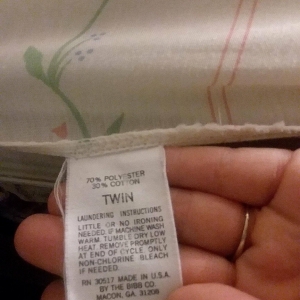 70% POLYESTER
30% COTTON
TWIN
LAUNDERING INSTRUCTIONS
LITTLE OR NO IRONING
NEEDED. IF MACHINE WASH
WARM. TUMBLE DRY LOW
HEAT. REMOVE PROMPTLY
AT END OF CYCLE. ONLY
NON-CHLORINE BLEACH
IF NEEDED.
RN 30517 MADE IN U.S.A.
BY THE BIBB CO
MACON, GA. 31208